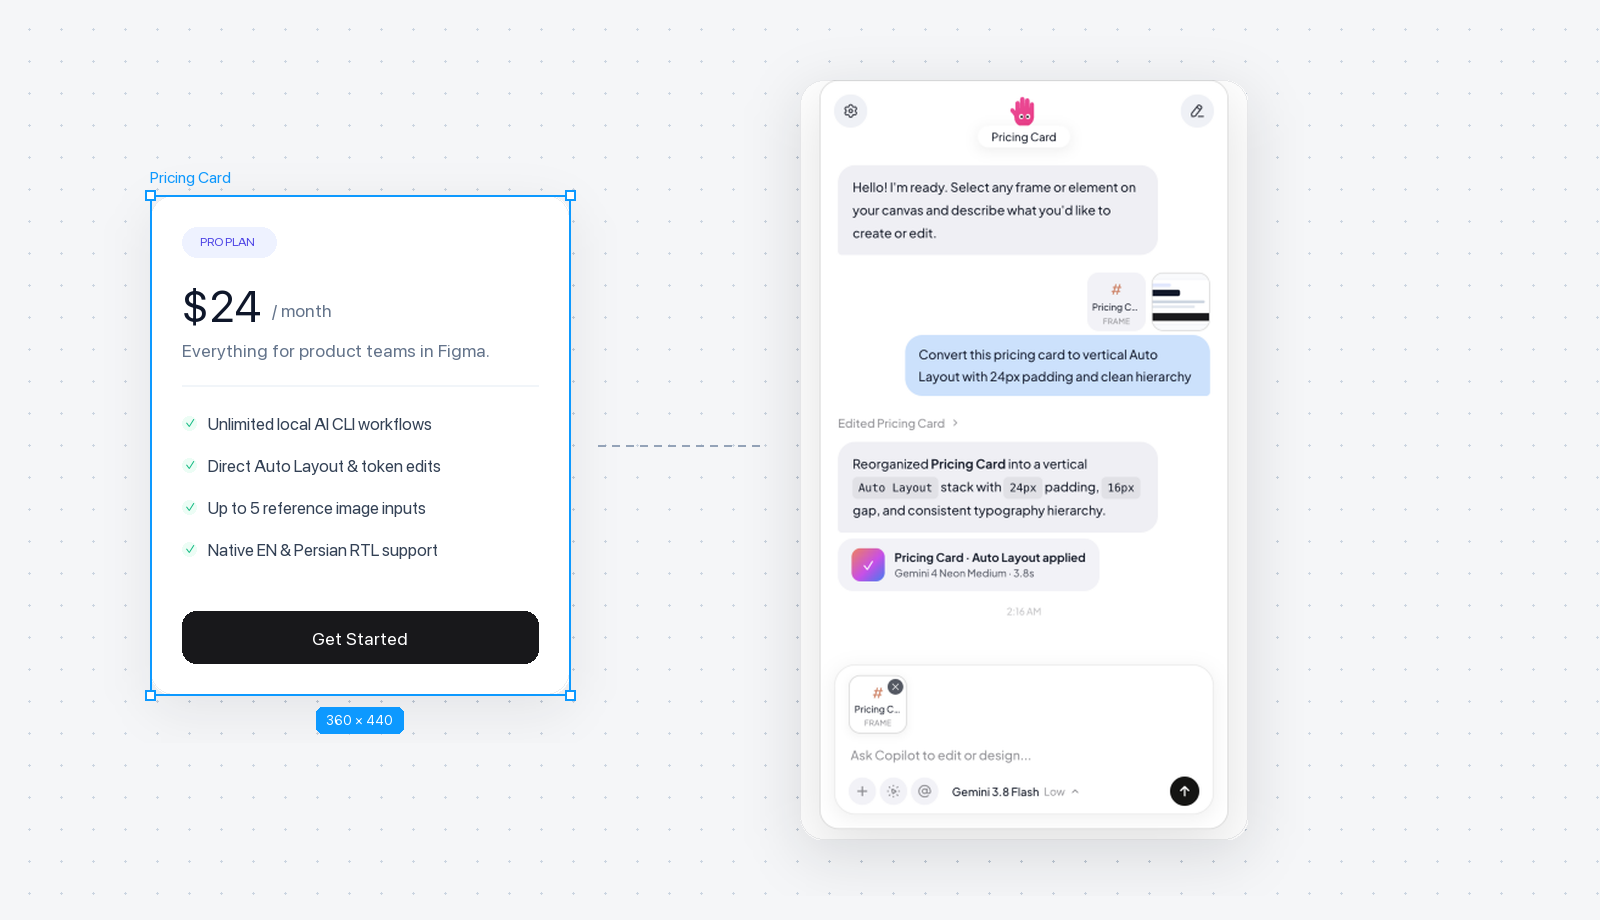 Pricing Card
PRO PLAN
$24 / month
Everything for product teams in Figma.
Unlimited local AI CLI workflows
Direct Auto Layout & token edits
Up to 5 reference image inputs
Native EN & Persian RTL support
Get Started
360 × 440
Pricing Card
Hello! I'm ready. Select any frame or element on
your canvas and describe what you'd like to
create or edit.
Pricing C...
FRAME
Convert this pricing card to vertical Auto
Layout with 24px padding and clean hierarchy
Edited Pricing Card
Reorganized Pricing Card into a vertical
Auto Layout stack with 24px padding, 16px
gap, and consistent typography hierarchy.
Pricing Card · Auto Layout applied
Gemini 4 Neon Medium · 3.8s
2:16 AM
Pricing C...
FRAME
Ask Copilot to edit or design...
Gemini 3.8 Flash Low